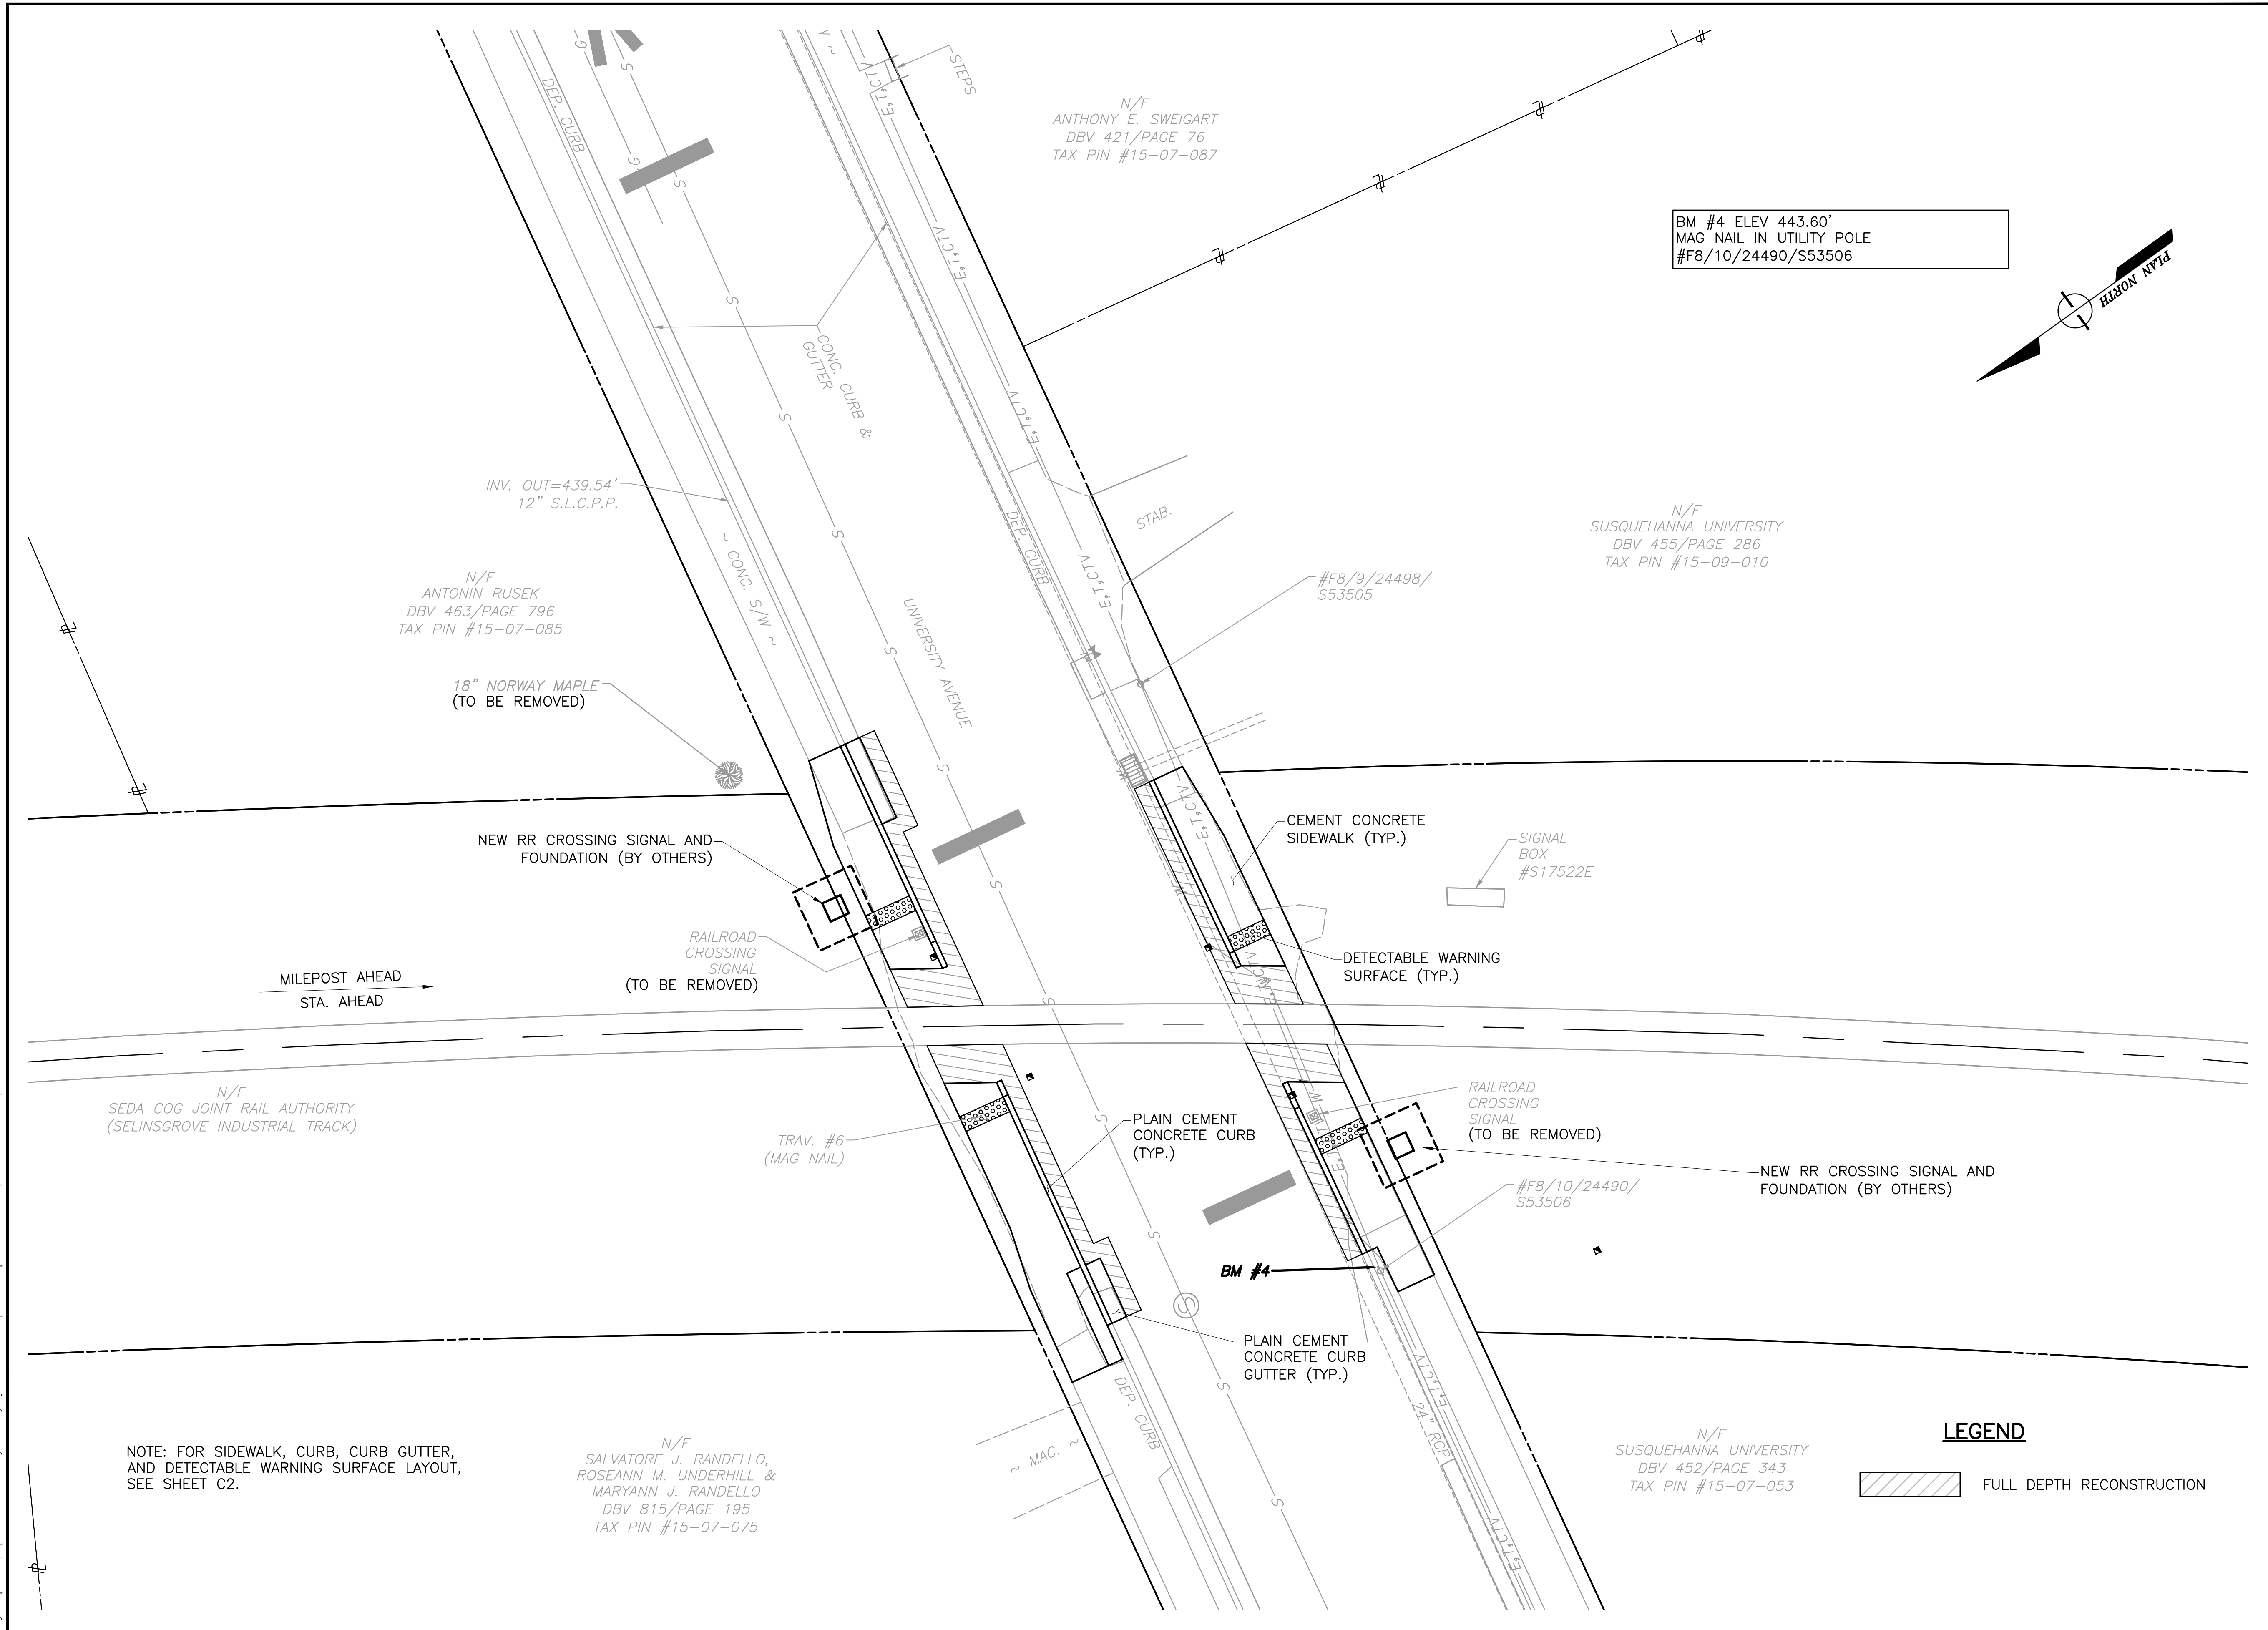 STEPS
DEP. CURB
G
S
E,T,CTV
N/F
ANTHONY E. SWEIGART
DBV 421/PAGE 76
TAX PIN #15-07-087
BM #4 ELEV 443.60'
MAG NAIL IN UTILITY POLE
#F8/10/24490/S53506
PLAN NORTH
G
S
E,T,CTV
S
CONC. CURB &
GUTTER
S
E,T,CTV
INV. OUT=439.54'
12" S.L.C.P.P.
~ CONC. S/W ~
S
DEP. CURB
STAB.
N/F
SUSQUEHANNA UNIVERSITY
DBV 455/PAGE 286
TAX PIN #15-09-010
N/F
ANTONIN RUSEK
DBV 463/PAGE 796
TAX PIN #15-07-085
E,T,CTV
#F8/9/24498/
S53505
UNIVERSITY AVENUE
S
18" NORWAY MAPLE
(TO BE REMOVED)
S
E,T,CTV
NEW RR CROSSING SIGNAL AND
FOUNDATION (BY OTHERS)
CEMENT CONCRETE
SIDEWALK (TYP.)
SIGNAL
BOX
#S17522E
S
RAILROAD
CROSSING
SIGNAL
(TO BE REMOVED)
DETECTABLE WARNING
SURFACE (TYP.)
MILEPOST AHEAD
STA. AHEAD
S
N/F
SEDA COG JOINT RAIL AUTHORITY
(SELINSGROVE INDUSTRIAL TRACK)
TRAV. #6
(MAG NAIL)
S
PLAIN CEMENT
CONCRETE CURB
(TYP.)
RAILROAD
CROSSING
SIGNAL
(TO BE REMOVED)
NEW RR CROSSING SIGNAL AND
FOUNDATION (BY OTHERS)
#F8/10/24490/
S53506
S
BM #4
S
PLAIN CEMENT
CONCRETE CURB
GUTTER (TYP.)
S
DEP. CURB
E,T,CTV
24" RCP
~ MAC. ~
S
E,T,CTV
NOTE: FOR SIDEWALK, CURB, CURB GUTTER,
AND DETECTABLE WARNING SURFACE LAYOUT,
SEE SHEET C2.
N/F
SALVATORE J. RANDELLO,
ROSEANN M. UNDERHILL &
MARYANN J. RANDELLO
DBV 815/PAGE 195
TAX PIN #15-07-075
N/F
SUSQUEHANNA UNIVERSITY
DBV 452/PAGE 343
TAX PIN #15-07-053
LEGEND
FULL DEPTH RECONSTRUCTION